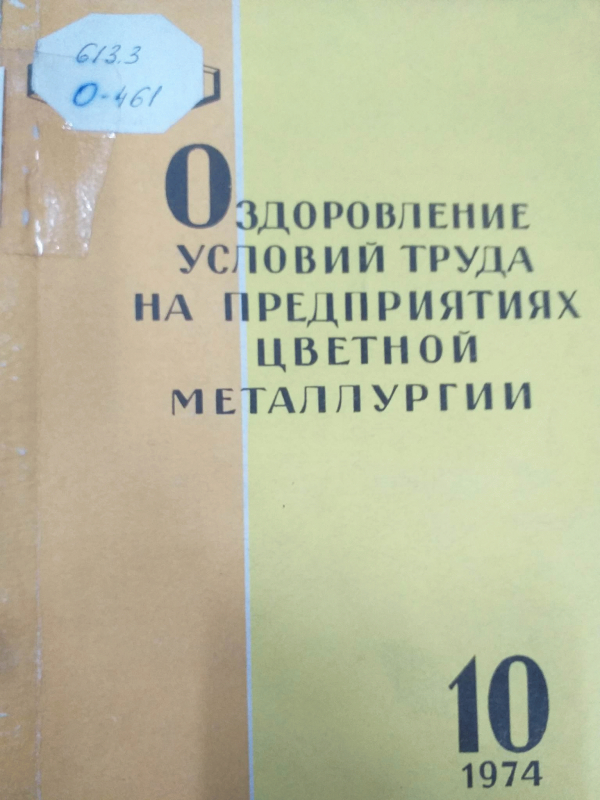 613.3
О-461
ОЗДОРОВЛЕНИЕ
УСЛОВИЙ ТРУДА
НА ПРЕДПРИЯТИЯХ
ЦВЕТНОЙ
МЕТАЛЛУРГИИ
10
1974